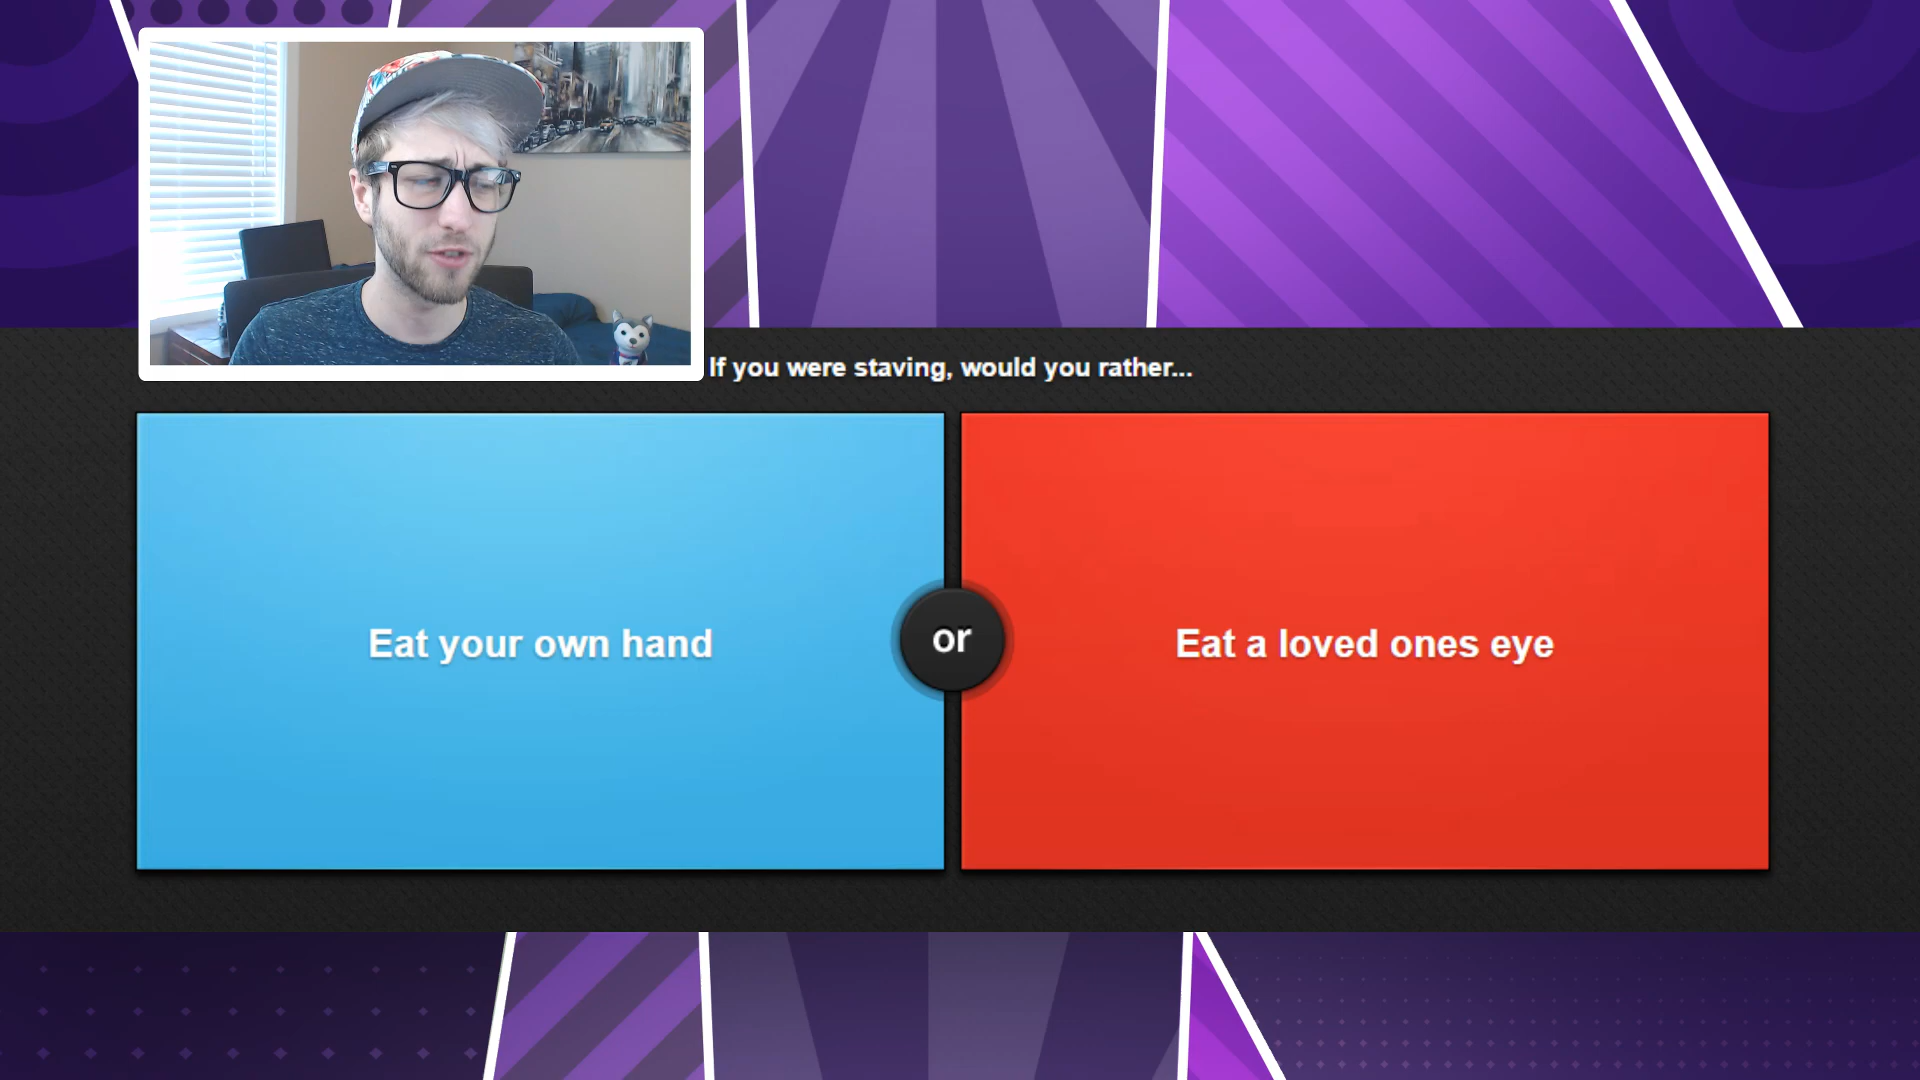 If you were staving, would you rather...
Eat your own hand
or
Eat a loved ones eye